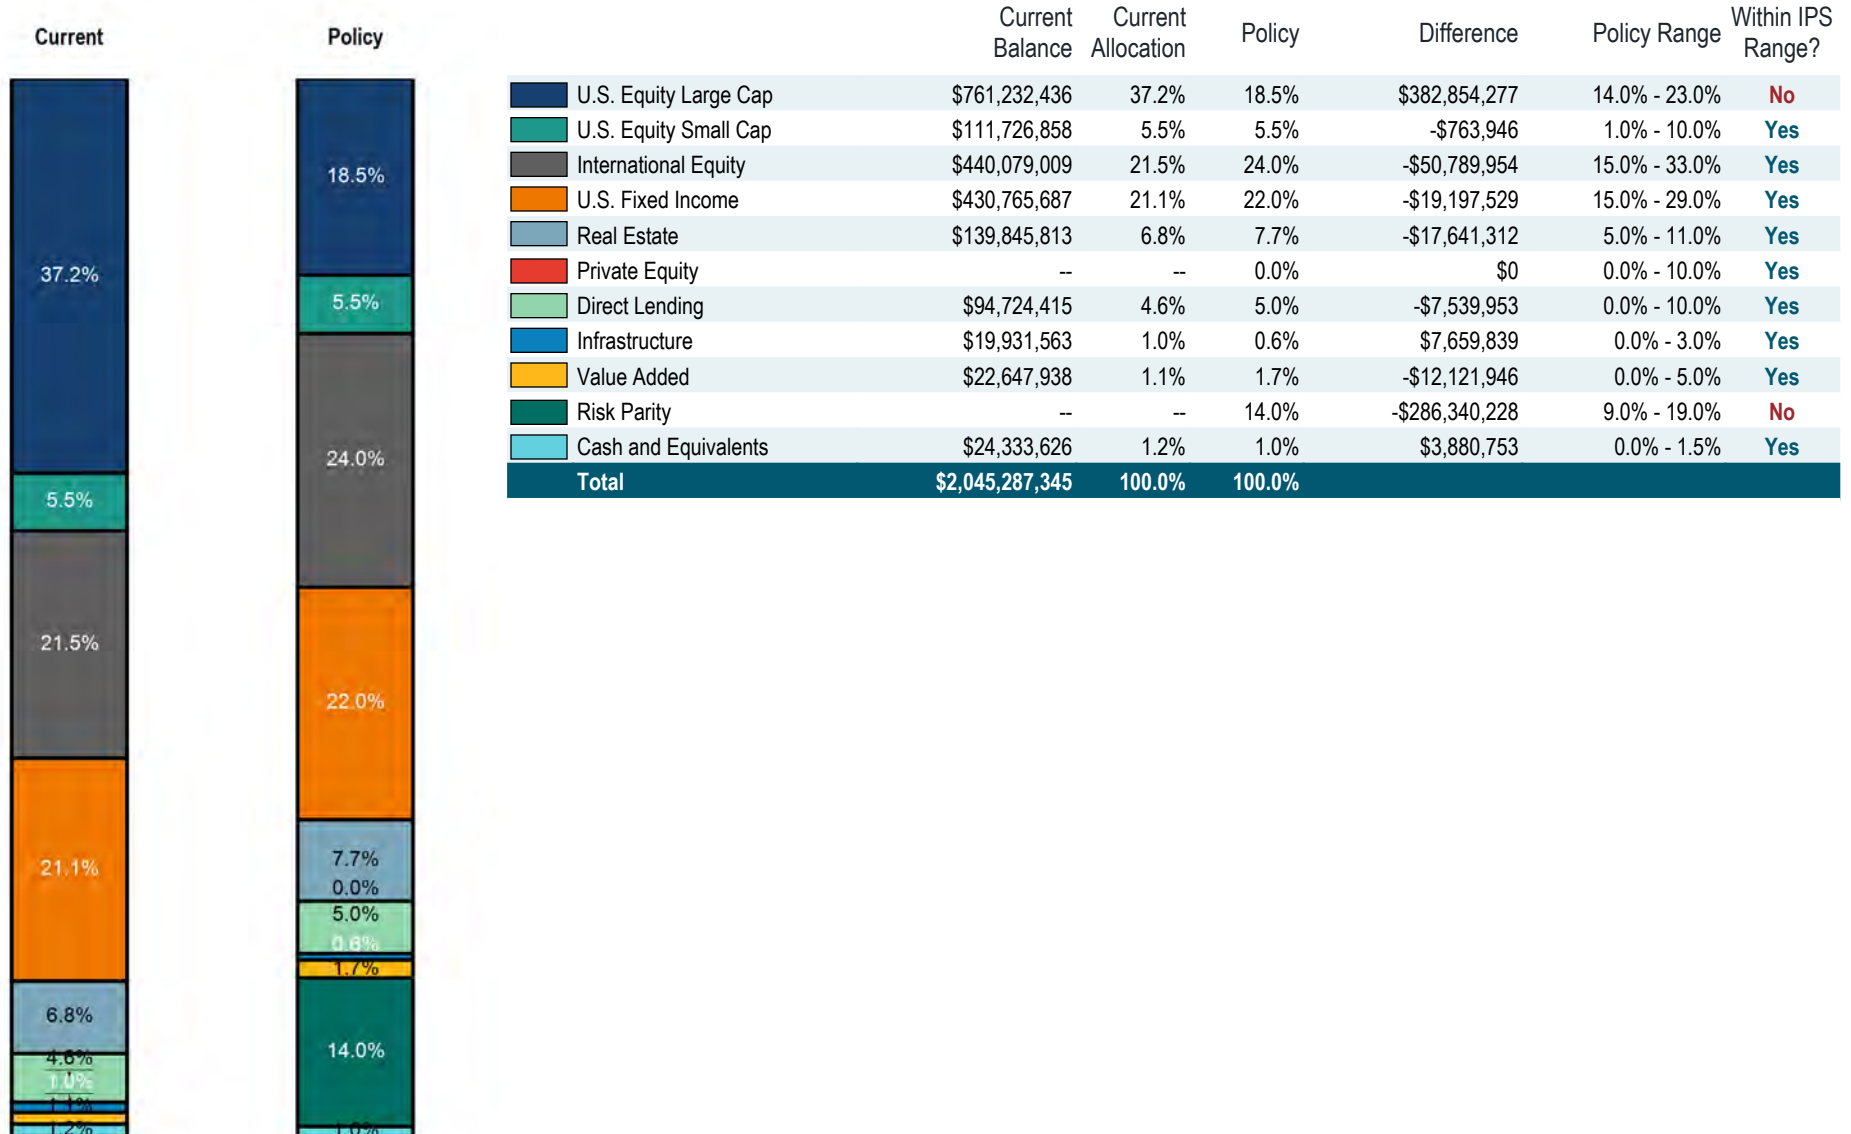 Current
37.2%
5.5%
21.5%
21.1%
6.8%
4.6%
1.0%
1.1%
1.2%
Policy
18.5%
5.5%
24.0%
22.0%
7.7%
0.0%
5.0%
0.6%
1.7%
14.0%
1.0%
Current Balance Current Allocation Policy Difference Policy Range Within IPS Range?
U.S. Equity Large Cap $761,232,436 37.2% 18.5% $382,854,277 14.0% - 23.0% No
U.S. Equity Small Cap $111,726,858 5.5% 5.5% -$763,946 1.0% - 10.0% Yes
International Equity $440,079,009 21.5% 24.0% -$50,789,954 15.0% - 33.0% Yes
U.S. Fixed Income $430,765,687 21.1% 22.0% -$19,197,529 15.0% - 29.0% Yes
Real Estate $139,845,813 6.8% 7.7% -$17,641,312 5.0% - 11.0% Yes
Private Equity -- -- 0.0% $0 0.0% - 10.0% Yes
Direct Lending $94,724,415 4.6% 5.0% -$7,539,953 0.0% - 10.0% Yes
Infrastructure $19,931,563 1.0% 0.6% $7,659,839 0.0% - 3.0% Yes
Value Added $22,647,938 1.1% 1.7% -$12,121,946 0.0% - 5.0% Yes
Risk Parity -- -- 14.0% -$286,340,228 9.0% - 19.0% No
Cash and Equivalents $24,333,626 1.2% 1.0% $3,880,753 0.0% - 1.5% Yes
Total $2,045,287,345 100.0% 100.0%